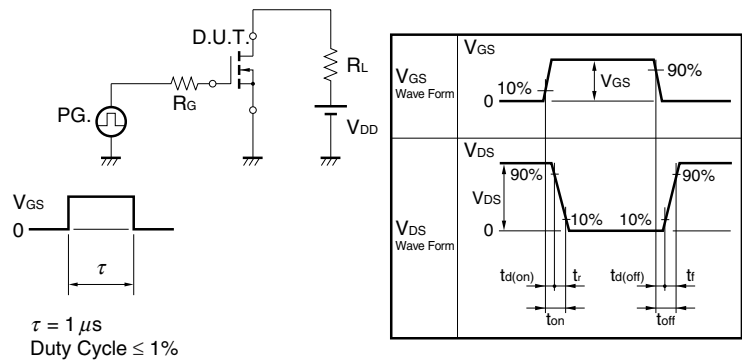 D.U.T.
RL
RG
PG.
VDD
VGS
0
τ
τ = 1 μs
Duty Cycle ≤ 1%
VGS
Wave Form
VGS
10%
VGS
90%
0
VDS
Wave Form
VDS
90%
90%
VDS
10%
10%
0
td(on)
tr
td(off)
tf
ton
toff